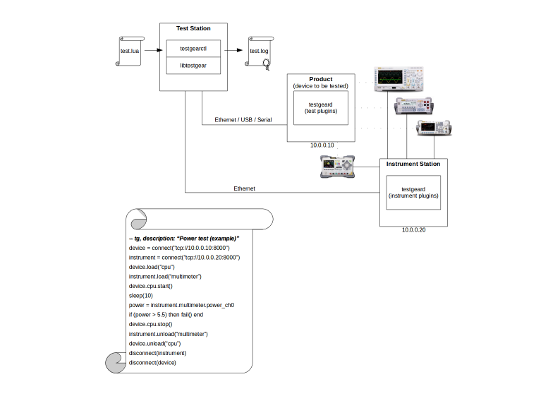 Test Station
test.lua
testgearctl
libtestgear
test.log
Product
(device to be tested)
testgeard
(test plugins)
Ethernet / USB / Serial
10.0.0.10
Instrument Station
testgeard
(instrument plugins)
Ethernet
10.0.0.20
-- tg. description: "Power test (example)"
device = connect("tcp://10.0.0.10:8000")
instrument = connect("tcp://10.0.0.20:8000")
device.load("cpu")
instrument.load("multimeter")
device.cpu.start()
sleep(10)
power = instrument.multimeter.power_ch0
if (power > 5.5) then fail() end
device.cpu.stop()
instrument.unload("multimeter")
device.unload("cpu")
disconnect(instrument)
disconnect(device)